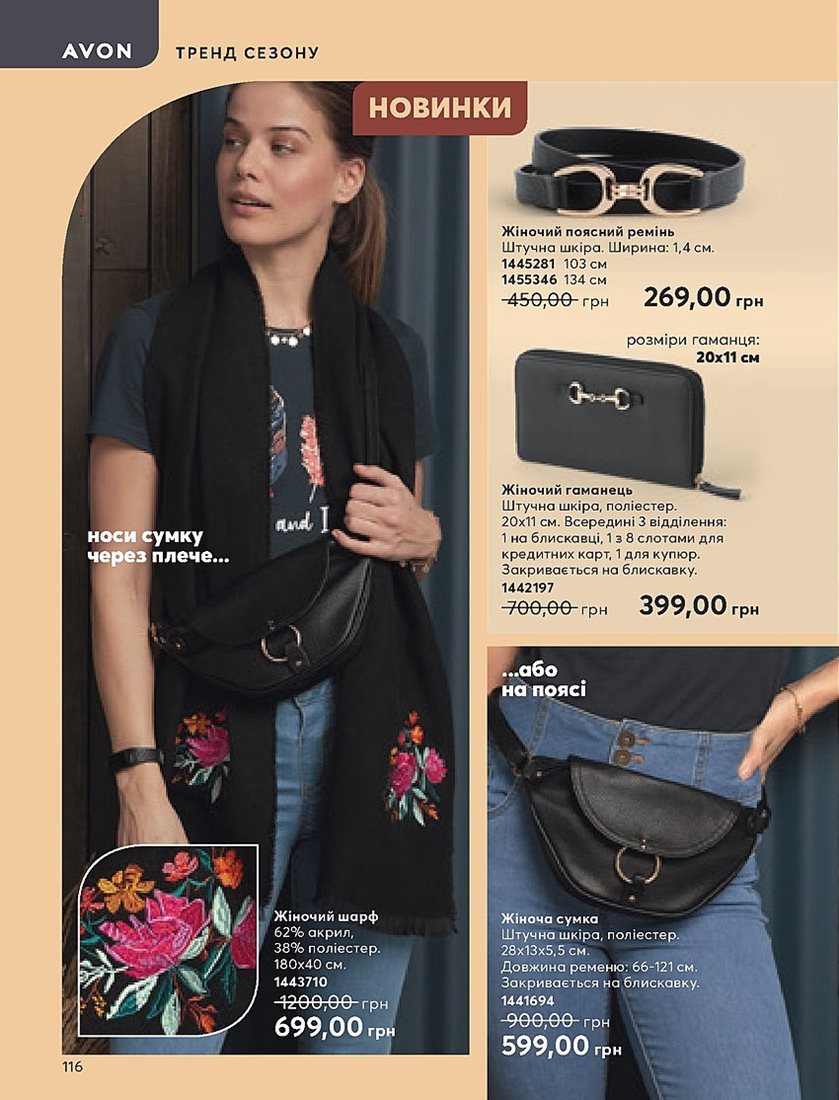 AVON
ТРЕНД СЕЗОНУ
НОВИНКИ
Жіночий поясний ремінь
Штучна шкіра. Ширина: 1,4 см.
1445281 103 см
1455346 134 см
450,00 грн 269,00 грн
розміри гаманця:
20x11 см
Жіночий гаманець
Штучна шкіра, поліестер.
20x11 см. Всередині 3 відділення:
1 на блискавці, 1 з 8 слотами для
кредитних карт, 1 для купюр.
Закривається на блискавку.
1442197
700,00 грн 399,00 грн
and I
носи сумку
через плече...
...або
на поясі
Жіночий шарф
62% акрил,
38% поліестер.
180x40 см.
1443710
1200,00 грн
699,00 грн
Жіноча сумка
Штучна шкіра, поліестер.
28x13x5,5 см.
Довжина ременю: 66-121 см.
Закривається на блискавку.
1441694
900,00 грн
599,00 грн
116